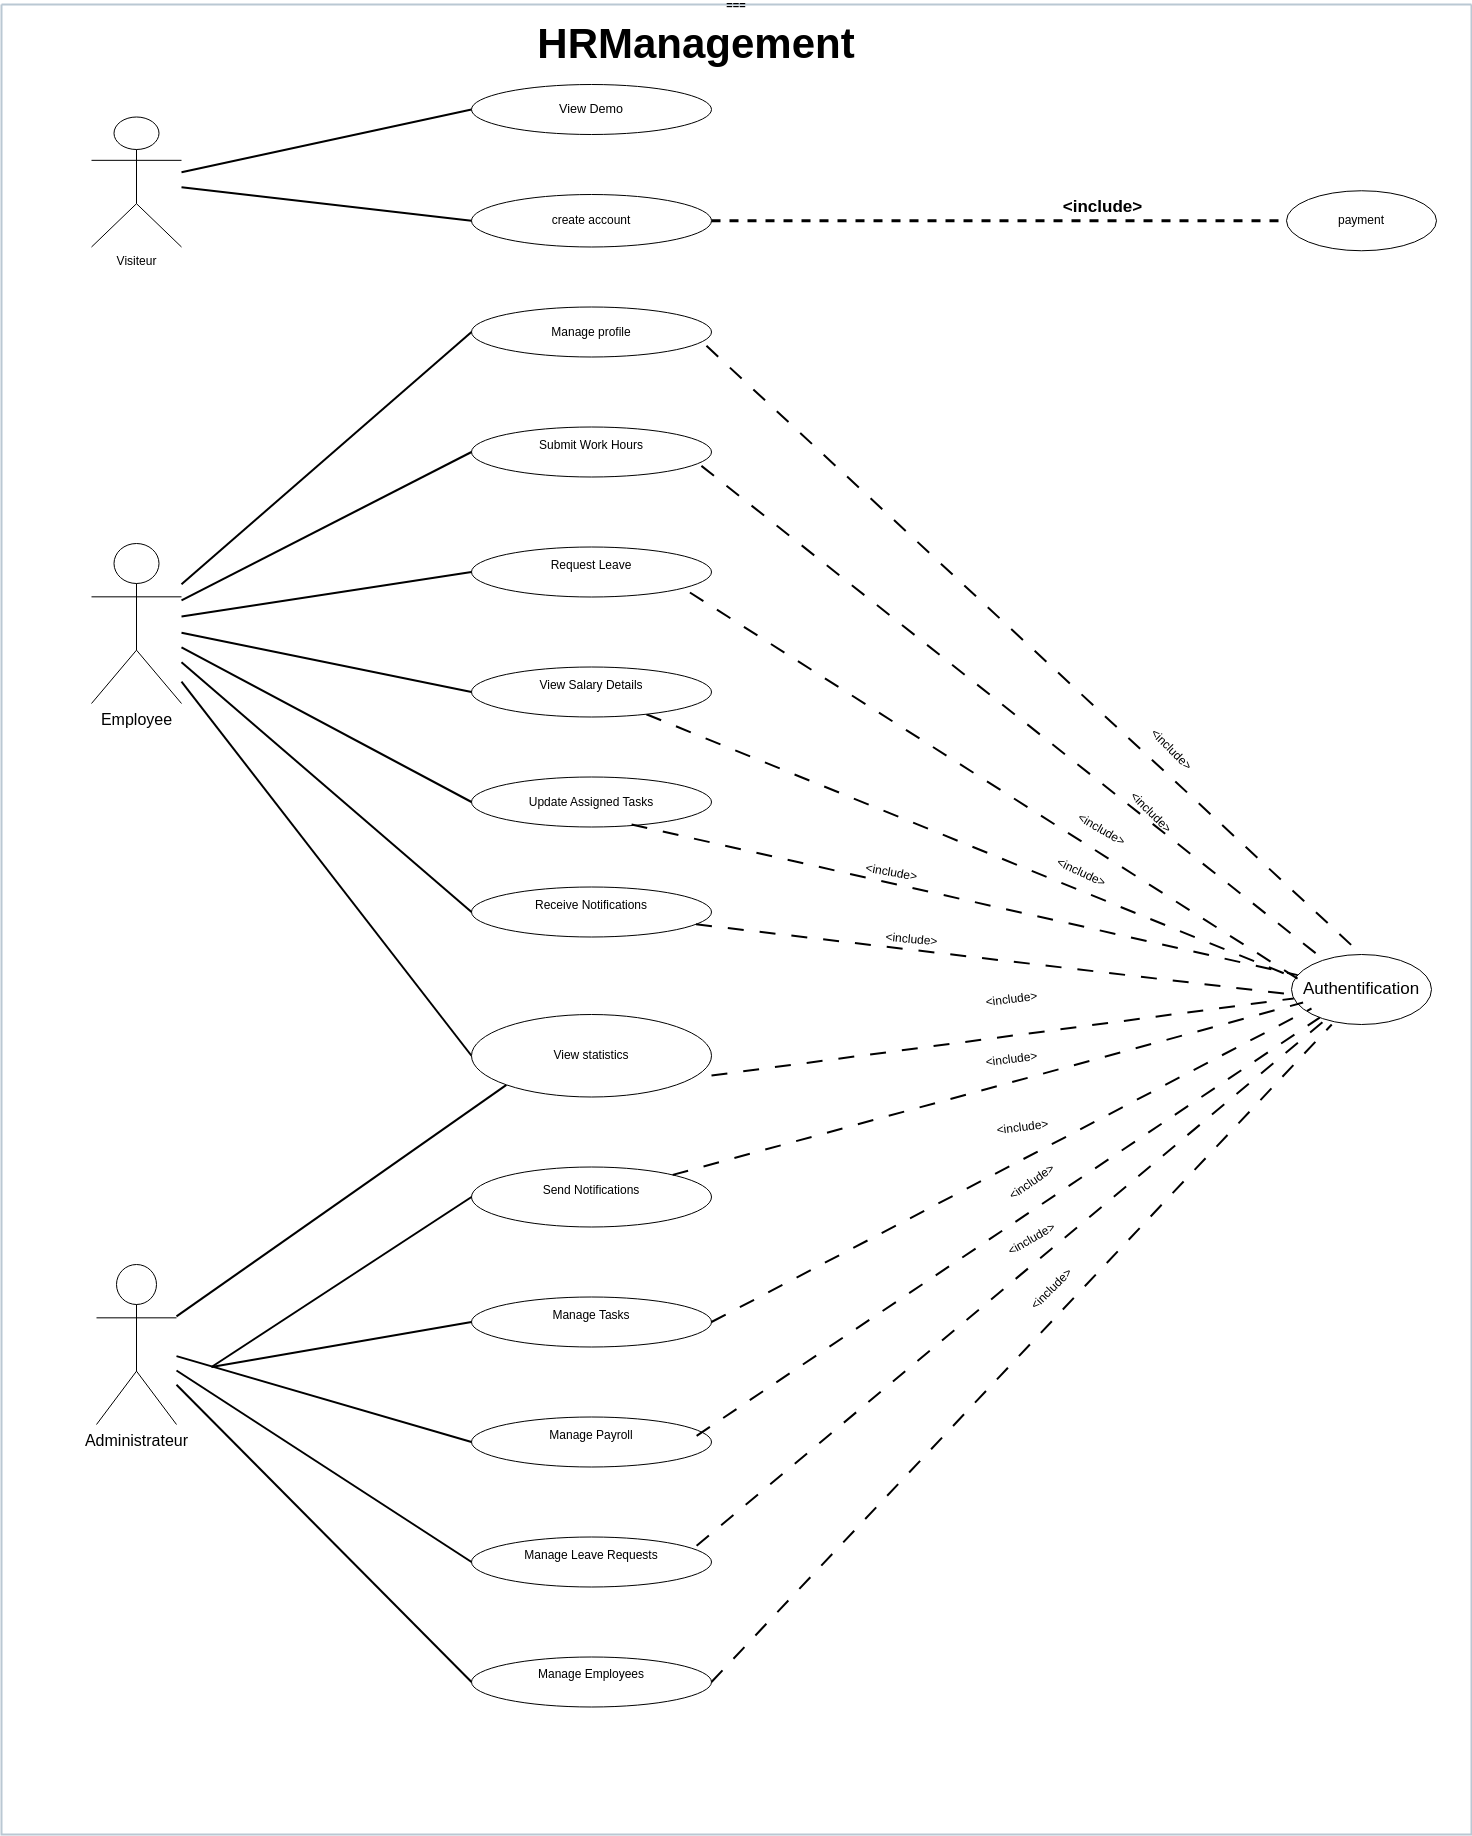 ===
HRManagement
View Demo
create account
<include>
payment
Visiteur
Manage profile
Submit Work Hours
Request Leave
View Salary Details
Employee
<include>
<include>
<include>
<include>
Update Assigned Tasks
<include>
Receive Notifications
<include>
Authentification
<include>
View statistics
<include>
<include>
Send Notifications
<include>
<include>
<include>
Manage Tasks
Administrateur
Manage Payroll
Manage Leave Requests
Manage Employees